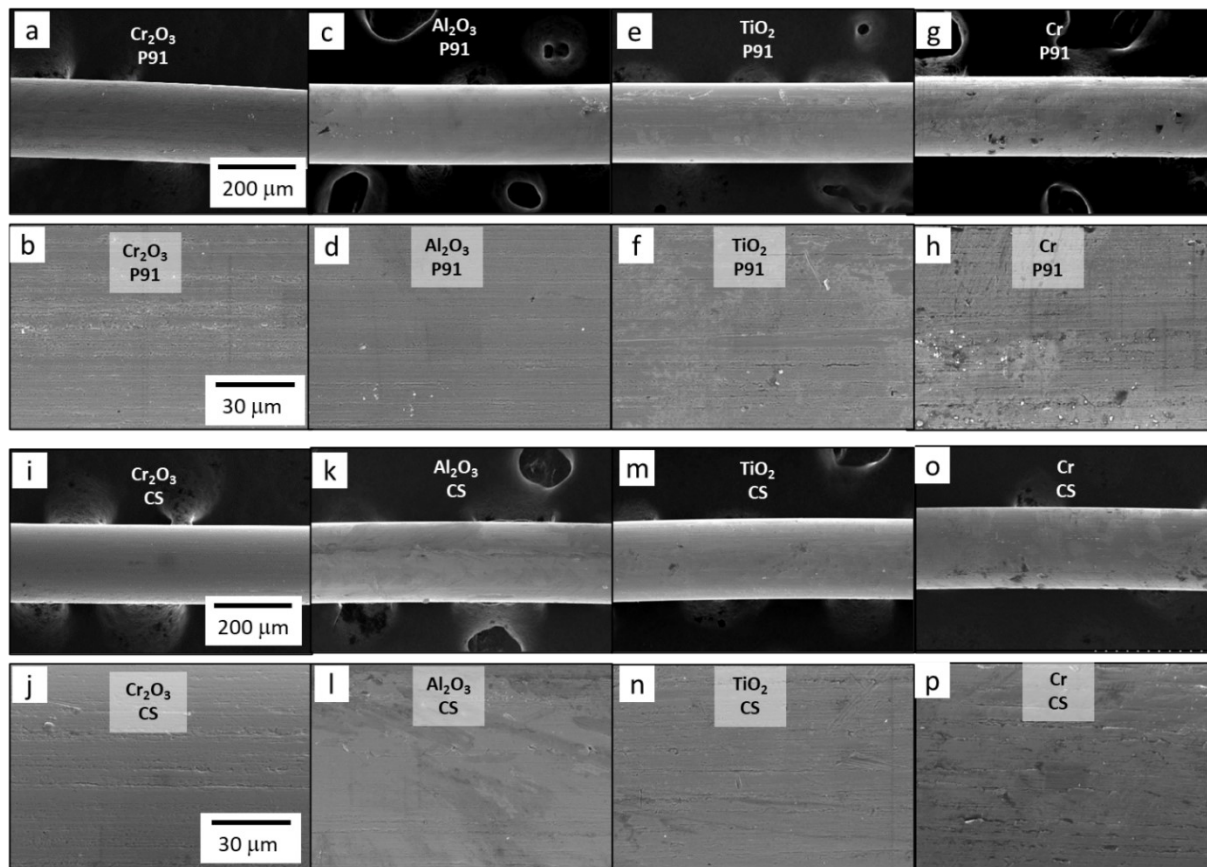 a
Cr₂O₃
P91
200 μm
c
Al₂O₃
P91
e
TiO₂
P91
g
Cr
P91
b
Cr₂O₃
P91
30 μm
d
Al₂O₃
P91
f
TiO₂
P91
h
Cr
P91
i
Cr₂O₃
CS
200 μm
k
Al₂O₃
CS
m
TiO₂
CS
o
Cr
CS
j
Cr₂O₃
CS
30 μm
l
Al₂O₃
CS
n
TiO₂
CS
p
Cr
CS